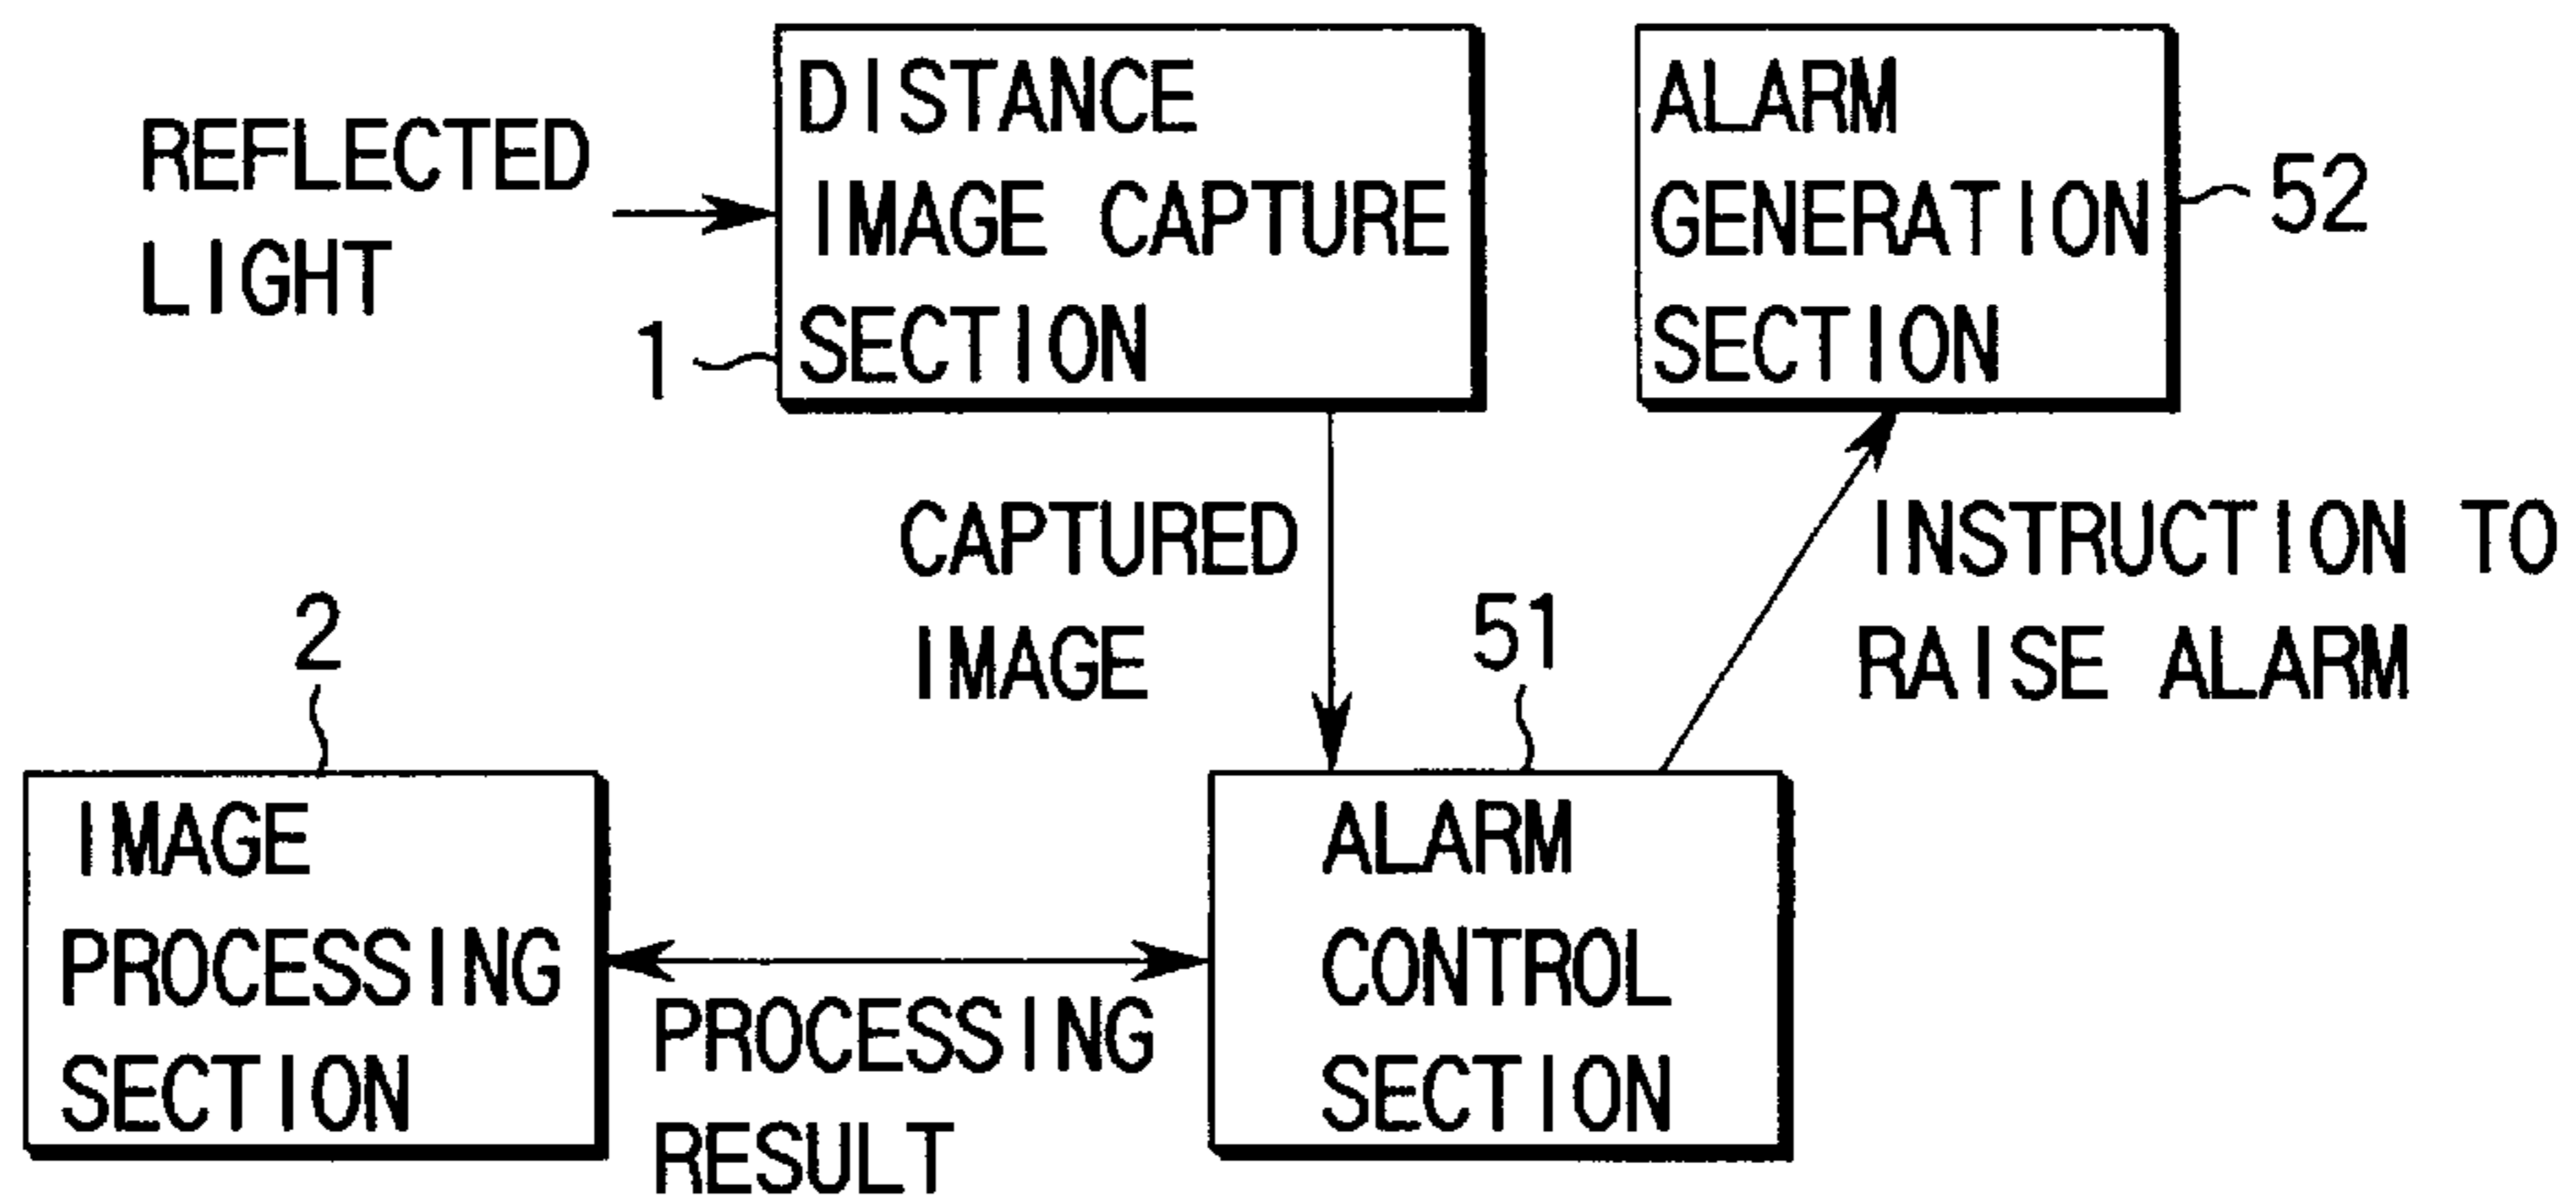 REFLECTED
LIGHT
DISTANCE
IMAGE CAPTURE
SECTION
1
ALARM
GENERATION
SECTION
52
CAPTURED
IMAGE
INSTRUCTION TO
RAISE ALARM
2
IMAGE
PROCESSING
SECTION
PROCESSING
RESULT
51
ALARM
CONTROL
SECTION